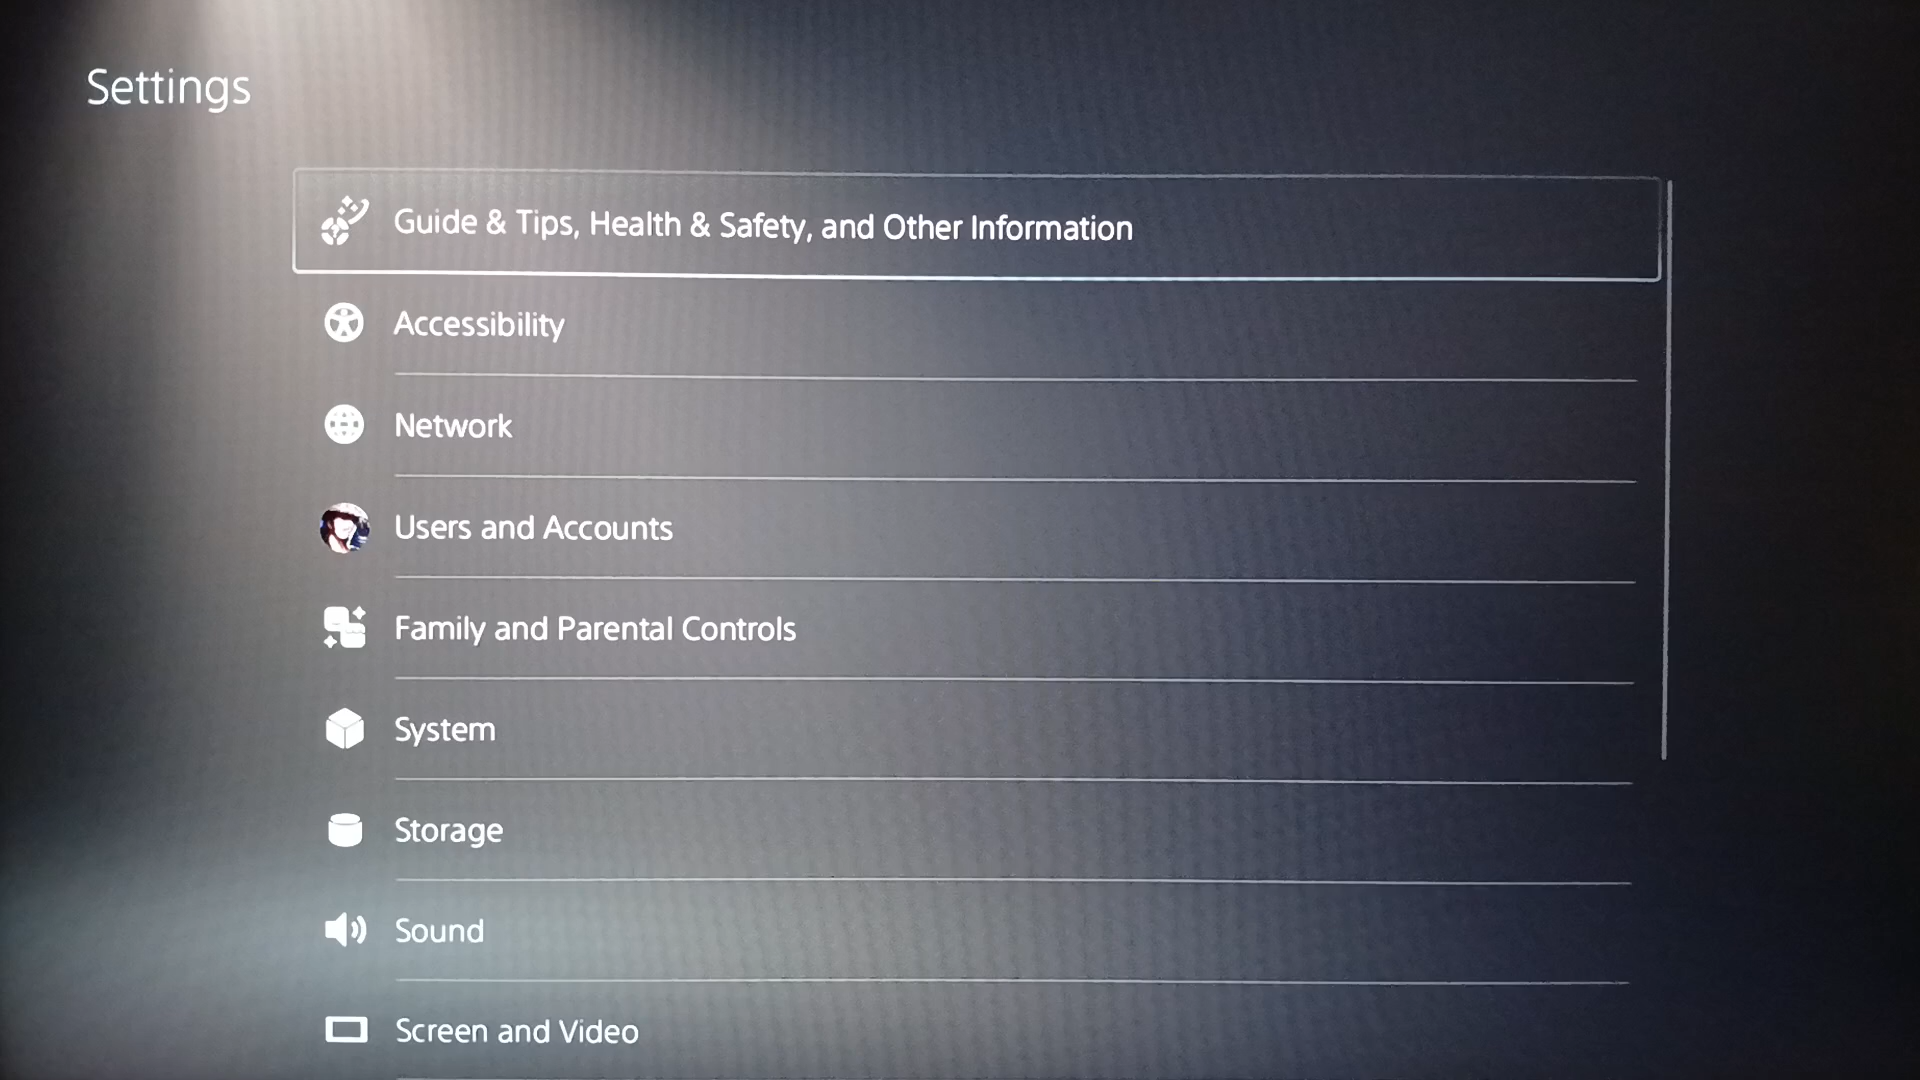 Settings
Guide & Tips, Health & Safety, and Other Information
Accessibility
Network
Users and Accounts
Family and Parental Controls
System
Storage
Sound
Screen and Video